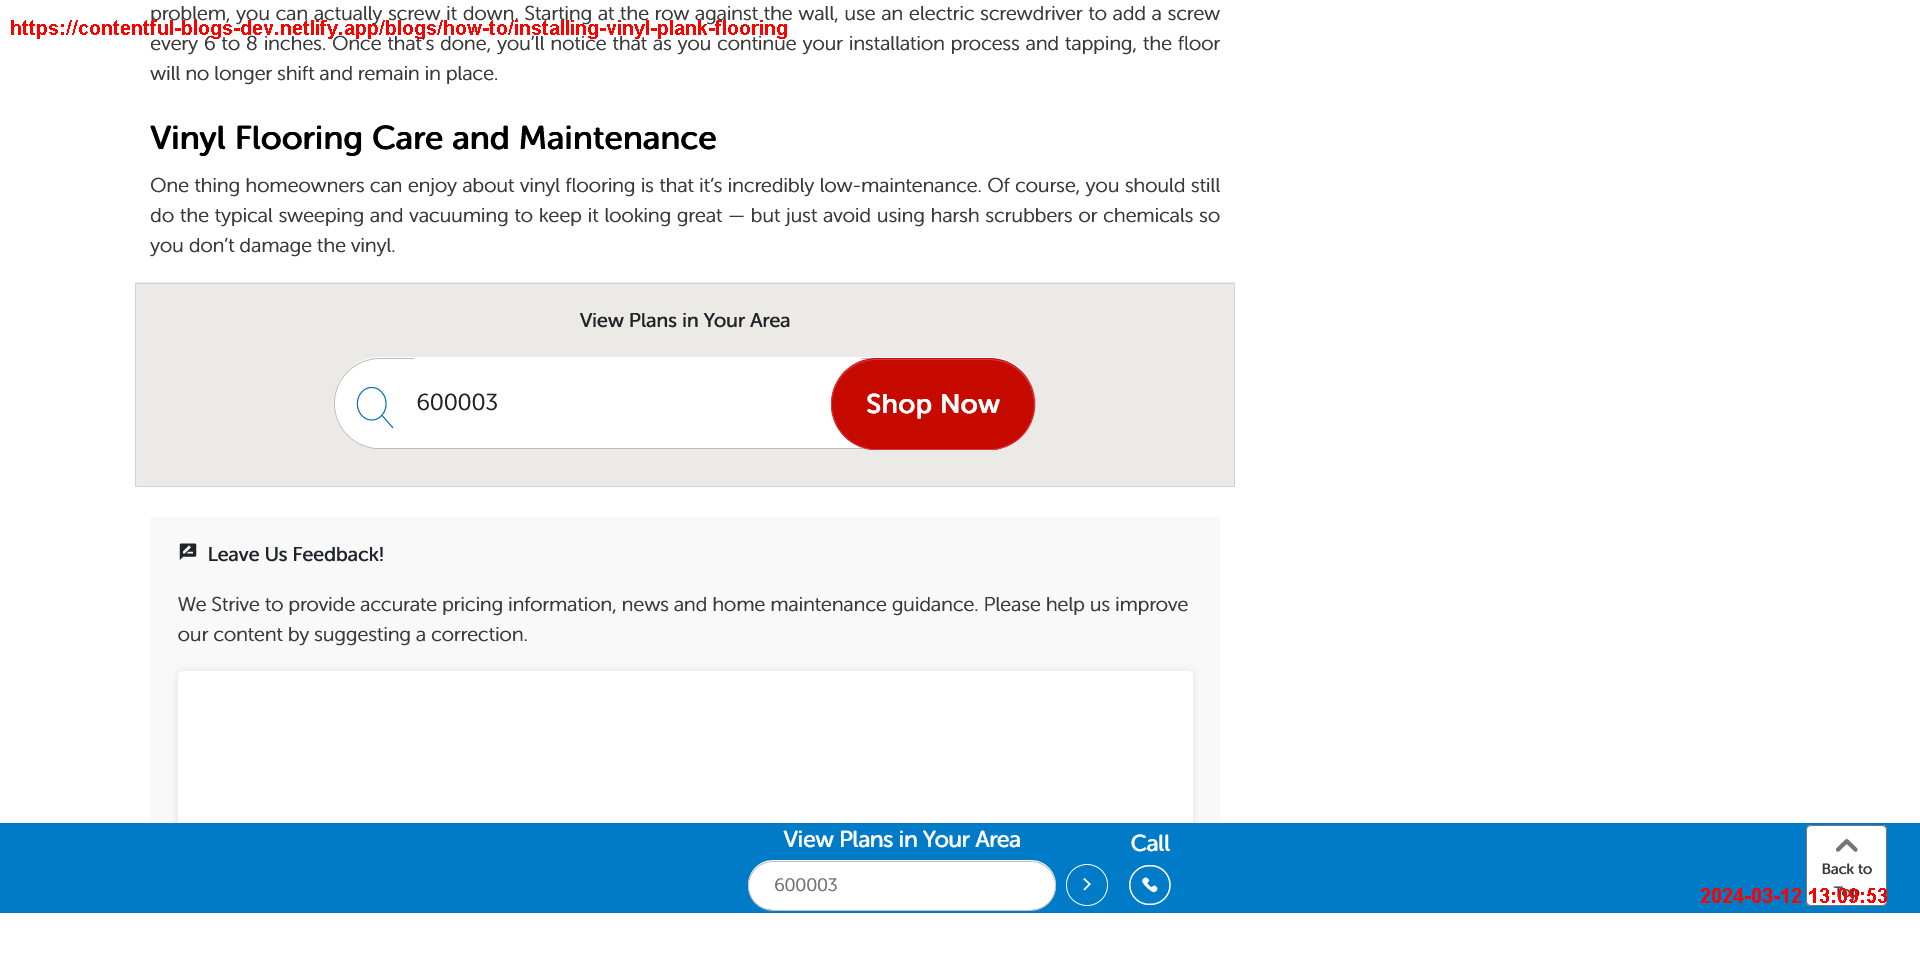 problem, you can actually screw it down. Starting at the row against the wall, use an electric screwdriver to add a screw
https://contentful-blogs-dev.netlify.app/blogs/how-to/installing-vinyl-plank-flooring
every 6 to 8 inches. Once that's done, you'll notice that as you continue your installation process and tapping, the floor
will no longer shift and remain in place.
Vinyl Flooring Care and Maintenance
One thing homeowners can enjoy about vinyl flooring is that it's incredibly low-maintenance. Of course, you should still
do the typical sweeping and vacuuming to keep it looking great — but just avoid using harsh scrubbers or chemicals so
you don't damage the vinyl.
View Plans in Your Area
600003
Shop Now
Leave Us Feedback!
We Strive to provide accurate pricing information, news and home maintenance guidance. Please help us improve
our content by suggesting a correction.
View Plans in Your Area
Call
600003
Back to
Top
2024-03-12 13:09:53